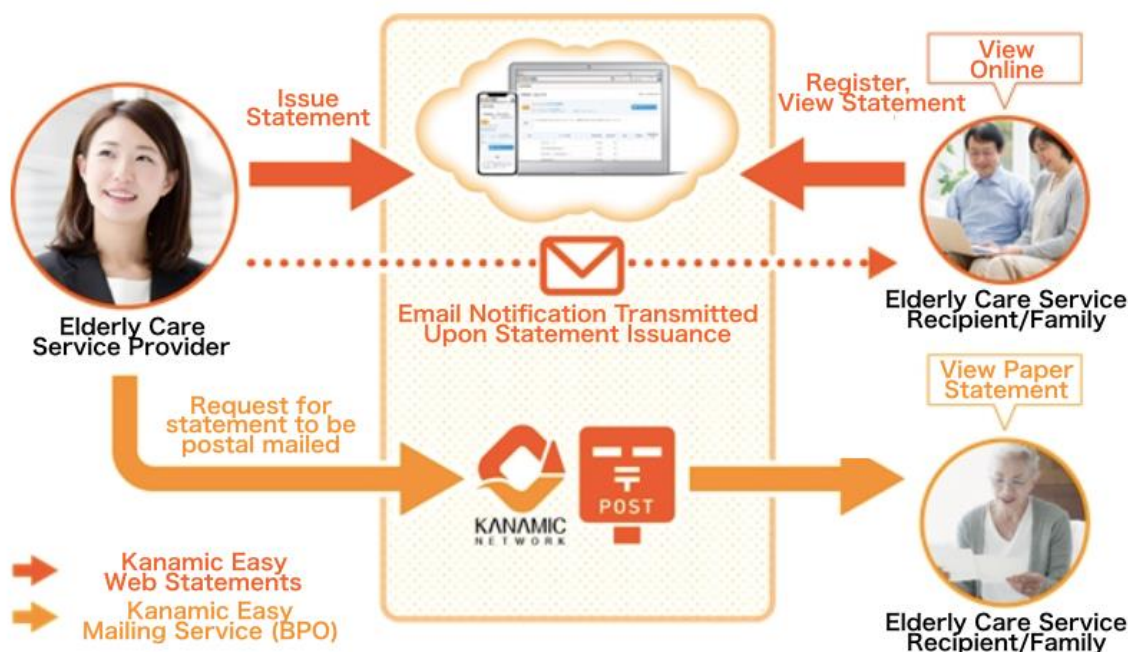 Issue
Statement
Register,
View Statement
View
Online
Elderly Care
Service Provider
Email Notification Transmitted
Upon Statement Issuance
Elderly Care Service
Recipient/Family
Request for
statement to be
postal mailed
KANAMIC
NETWORK
〒
POST
View Paper
Statement
Kanamic Easy
Web Statements
Kanamic Easy
Mailing Service (BPO)
Elderly Care Service
Recipient/Family